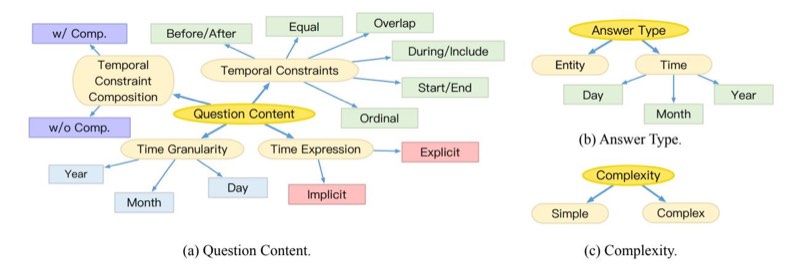 w/ Comp.
Before/After
Equal
Overlap
During/Include
Start/End
Ordinal
Temporal
Constraint
Composition
Temporal Constraints
w/o Comp.
Question Content
Time Granularity
Time Expression
Explicit
Implicit
Year
Month
Day
(a) Question Content.
Answer Type
Entity
Time
Day
Month
Year
(b) Answer Type.
Complexity
Simple
Complex
(c) Complexity.